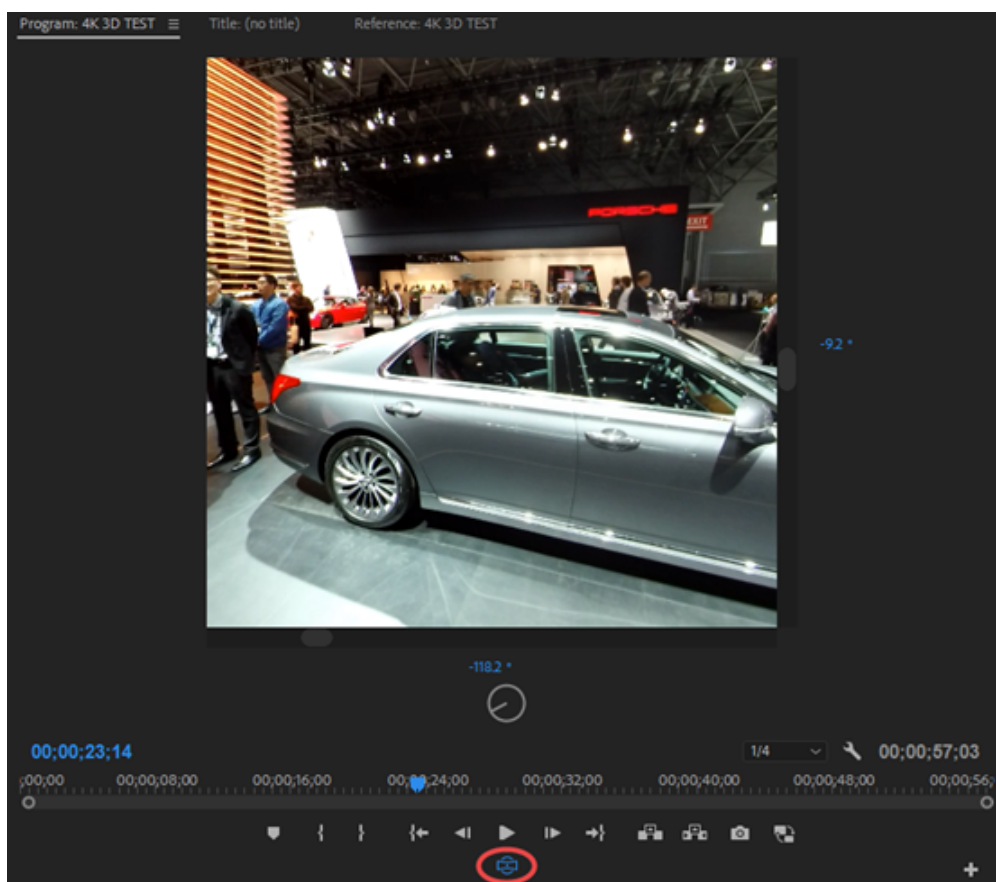 Program: 4K 3D TEST Title: (no title) Reference: 4K 3D TEST
PORSCHE
EXIT
-9.2 °
-118.2 °
00;00;23;14 1/4 00;00;57;03
;00;00 00;00;08;00 00;00;16;00 00;00;24;00 00;00;32;00 00;00;40;00 00;00;48;00 00;00;56;